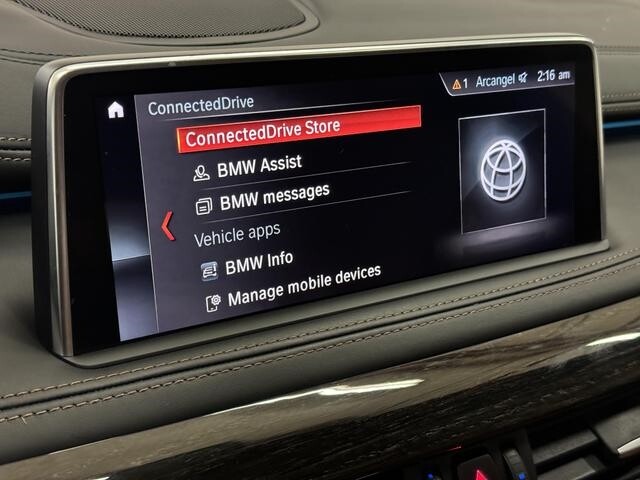 1 Arcangel 2:16 am
ConnectedDrive
ConnectedDrive Store
BMW Assist
BMW messages
Vehicle apps
BMW Info
Manage mobile devices